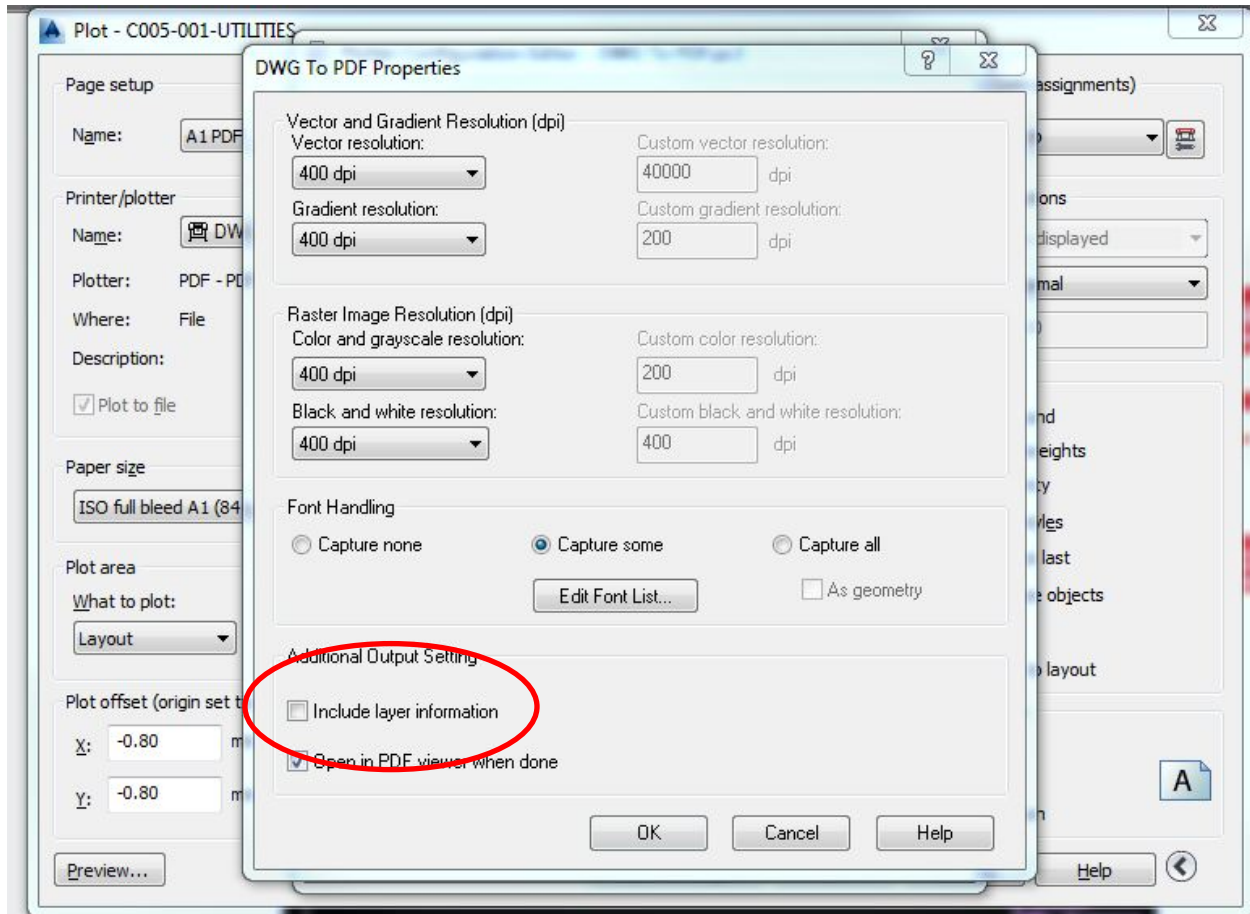 Plot - C005-001-UTILITIES
DWG To PDF Properties
Page setup
Name: A1 PDF
Printer/plotter
Name: DW
Plotter: PDF - PD
Where: File
Description:
Plot to file
Paper size
ISO full bleed A1 (84
Plot area
What to plot:
Layout
Plot offset (origin set t
X: -0.80 m
Y: -0.80 m
Preview...
Vector and Gradient Resolution (dpi)
Vector resolution: Custom vector resolution:
400 dpi 40000 dpi
Gradient resolution: Custom gradient resolution:
400 dpi 200 dpi
Raster Image Resolution (dpi)
Color and grayscale resolution: Custom color resolution:
400 dpi 200 dpi
Black and white resolution: Custom black and white resolution:
400 dpi 400 dpi
Font Handling
Capture none Capture some Capture all
Edit Font List... As geometry
Additional Output Setting
Include layer information
Open in PDF viewer when done
OK Cancel Help
assignments)
ons
displayed
mal
nd
eights
ty
yles
last
e objects
o layout
A
n
Help